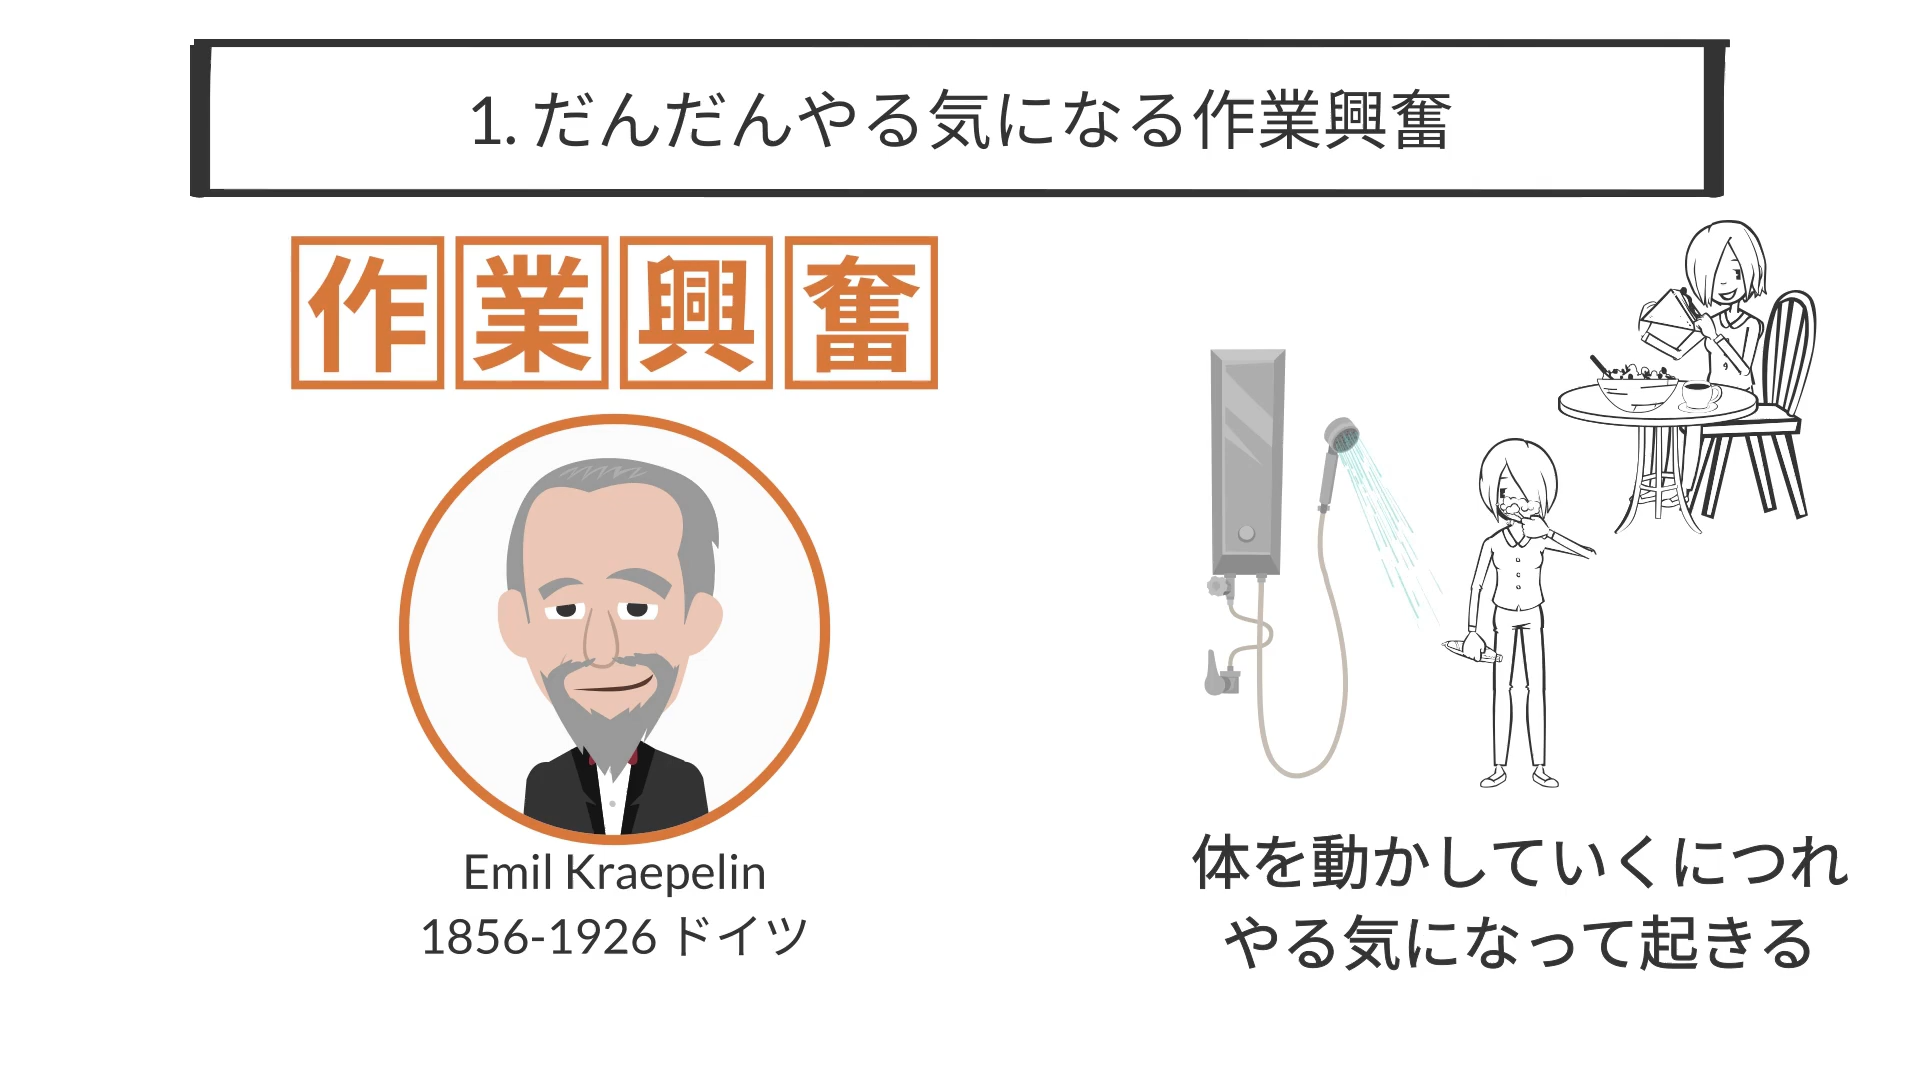 1. だんだんやる気になる作業興奮
作業興奮
Emil Kraepelin
1856-1926 ドイツ
体を動かしていくにつれ
やる気になって起きる